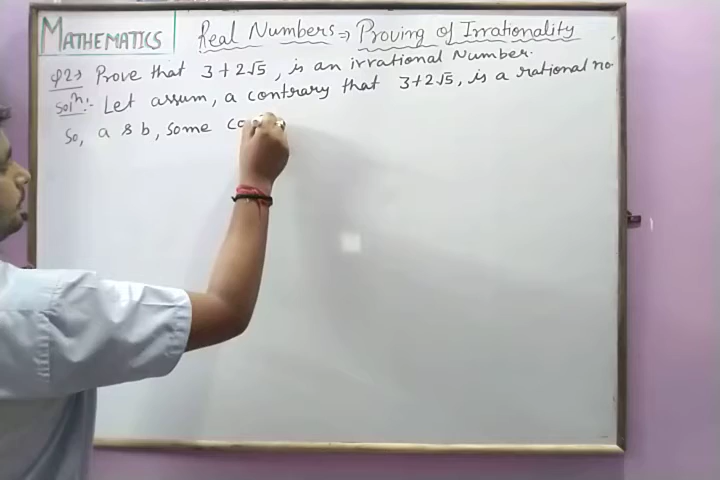 MATHEMATICS Real Numbers ⇒ Proving of Irrationality
Q2→ Prove that 3+2√5, is an irrational Number.
Solⁿ:- Let assum, a contrary that 3+2√5, is a rational no.
So, a & b, some